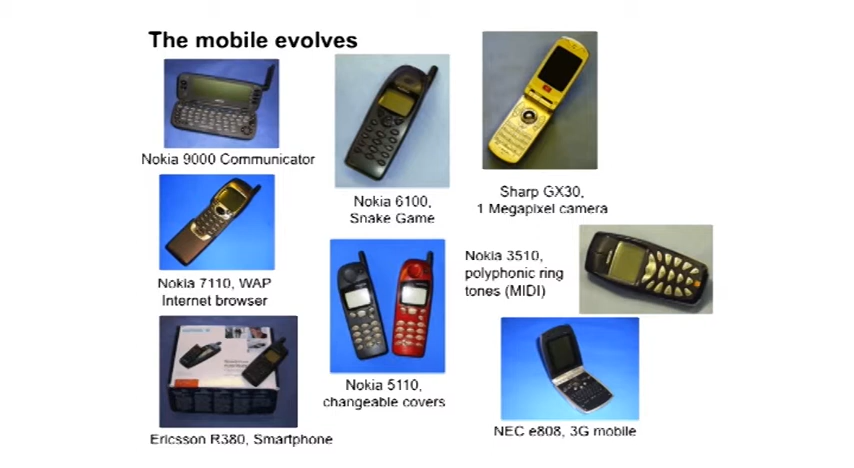 The mobile evolves
Nokia 9000 Communicator
Nokia 6100,
Snake Game
Sharp GX30,
1 Megapixel camera
Nokia 7110, WAP
Internet browser
Nokia 5110,
changeable covers
Nokia 3510,
polyphonic ring
tones (MIDI)
Ericsson R380, Smartphone
NEC e808, 3G mobile